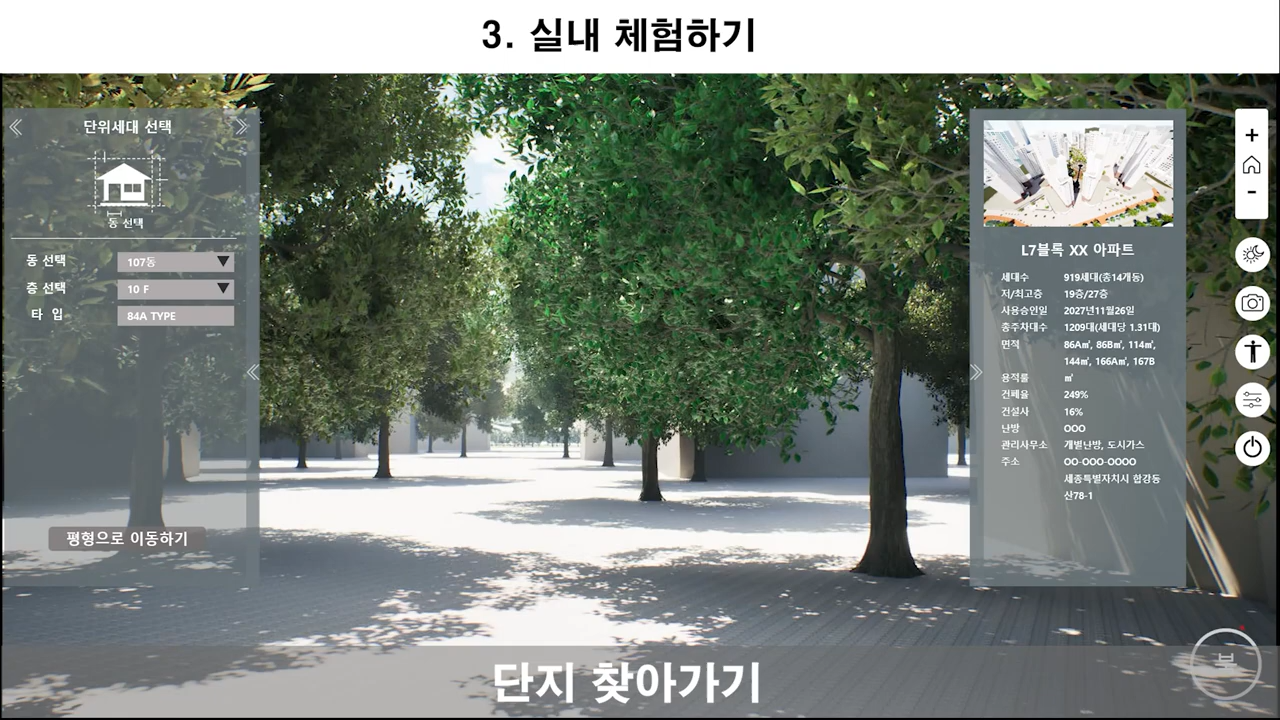 3. 실내 체험하기
단위세대 선택
동 선택
동 선택 107동
층 선택 10 F
타 입 84A TYPE
평형으로 이동하기
L7블록 XX 아파트
세대수 919세대(총14개동)
저/최고층 19층/27층
사용승인일 2027년11월26일
총주차대수 1209대(세대당 1.31대)
면적 86A㎡, 86B㎡, 114㎡,
144㎡, 166A㎡, 167B
용적률 ㎡
건폐율 249%
건설사 16%
난방 OOO
관리사무소 개별난방, 도시가스
주소 OO-OOO-OOOO
세종특별자치시 합강동
산78-1
북
단지 찾아가기